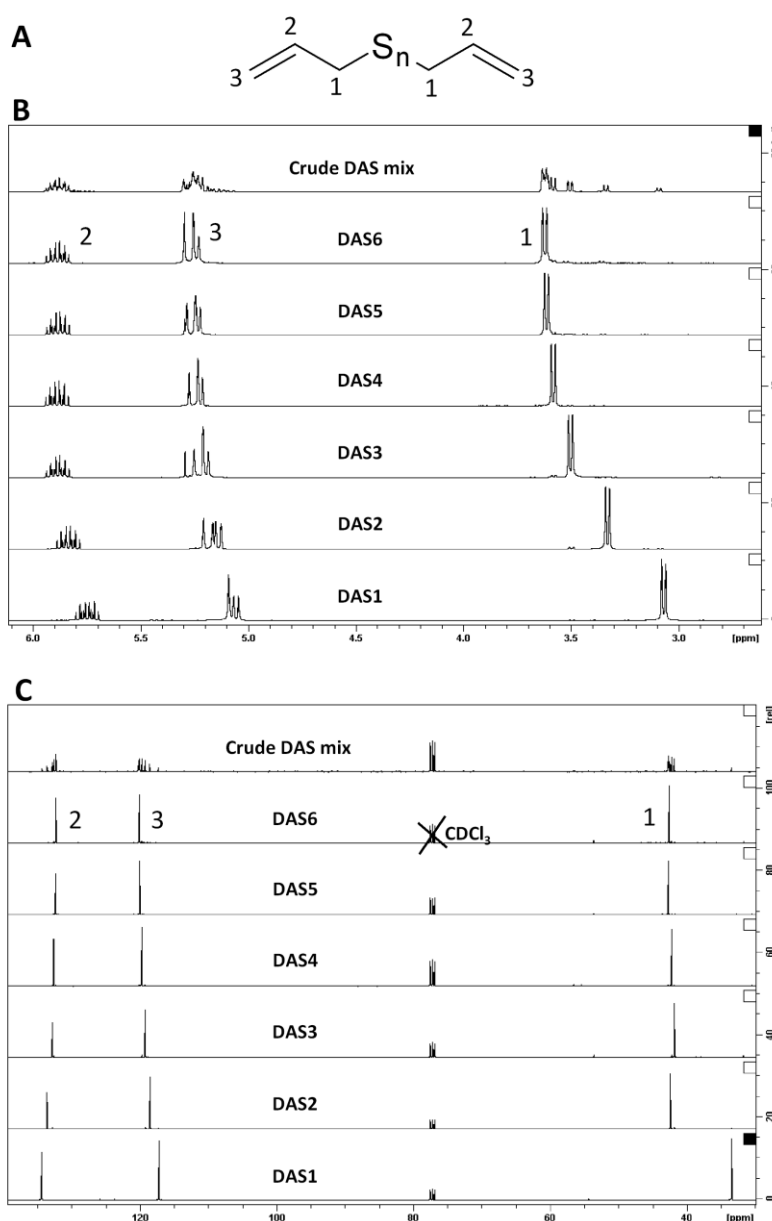 A
2 S n 2
3 1 1 3
B
Crude DAS mix
DAS6
2 3 1
DAS5
DAS4
DAS3
DAS2
DAS1
6.0 5.5 5.0 4.5 4.0 3.5 3.0 [ppm]
C
[rel]
Crude DAS mix
100
DAS6
2 3 1
CDCl3
80
DAS5
60
DAS4
40
DAS3
20
DAS2
0
DAS1
120 100 80 60 40 [ppm]